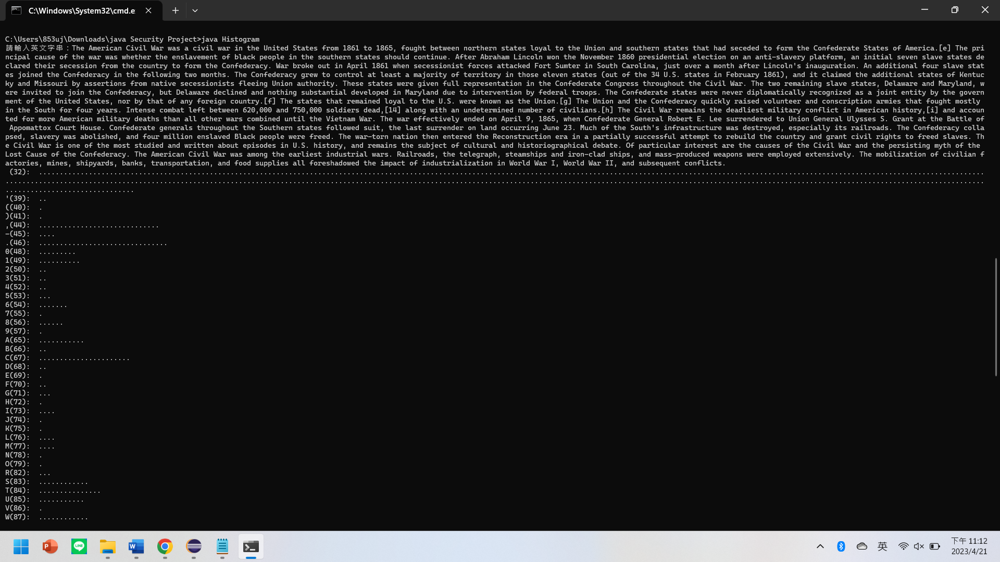 C:\Windows\System32\cmd.e
C:\Users\853uj\Downloads\java Security Project>java Histogram
請輸入英文字串：The American Civil War was a civil war in the United States from 1861 to 1865, fought between northern states loyal to the Union and southern states that had seceded to form the Confederate States of America.[e] The pri
ncipal cause of the war was whether the enslavement of black people in the southern states should continue. After Abraham Lincoln won the November 1860 presidential election on an anti-slavery platform, an initial seven slave states de
clared their secession from the country to form the Confederacy. War broke out in April 1861 when secessionist forces attacked Fort Sumter in South Carolina, just over a month after Lincoln's inauguration. An additional four slave stat
es joined the Confederacy in the following two months. The Confederacy grew to control at least a majority of territory in those eleven states (out of the 34 U.S. states in February 1861), and it claimed the additional states of Kentuc
ky and Missouri by assertions from native secessionists fleeing Union authority. These states were given full representation in the Confederate Congress throughout the Civil War. The two remaining slave states, Delaware and Maryland, w
ere invited to join the Confederacy, but Delaware declined and nothing substantial developed in Maryland due to intervention by federal troops. The Confederate states were never diplomatically recognized as a joint entity by the govern
ment of the United States, nor by that of any foreign country.[f] The states that remained loyal to the U.S. were known as the Union.[g] The Union and the Confederacy quickly raised volunteer and conscription armies that fought mostly
in the South for four years. Intense combat left between 620,000 and 750,000 soldiers dead,[14] along with an undetermined number of civilians.[h] The Civil War remains the deadliest military conflict in American history,[i] and accoun
ted for more American military deaths than all other wars combined until the Vietnam War. The war effectively ended on April 9, 1865, when Confederate General Robert E. Lee surrendered to Union General Ulysses S. Grant at the Battle of
Appomattox Court House. Confederate generals throughout the Southern states followed suit, the last surrender on land occurring June 23. Much of the South's infrastructure was destroyed, especially its railroads. The Confederacy colla
psed, slavery was abolished, and four million enslaved Black people were freed. The war-torn nation then entered the Reconstruction era in a partially successful attempt to rebuild the country and grant civil rights to freed slaves. Th
e Civil War is one of the most studied and written about episodes in U.S. history, and remains the subject of cultural and historiographical debate. Of particular interest are the causes of the Civil War and the persisting myth of the
Lost Cause of the Confederacy. The American Civil War was among the earliest industrial wars. Railroads, the telegraph, steamships and iron-clad ships, and mass-produced weapons were employed extensively. The mobilization of civilian f
actories, mines, shipyards, banks, transportation, and food supplies all foreshadowed the impact of industrialization in World War I, World War II, and subsequent conflicts.
(32):  ...................................................................................................................................................................................................................................
...........................................................................................................................................................................................................................................
...............................
'(39):  ..
((40):  .
)(41):  .
,(44):  .............................
-(45):  ....
.(46):  ...............................
0(48):  .........
1(49):  ..........
2(50):  ..
3(51):  ..
4(52):  ..
5(53):  ...
6(54):  .......
7(55):  .
8(56):  ......
9(57):  .
A(65):  ...........
B(66):  ..
C(67):  ......................
D(68):  ..
E(69):  .
F(70):  ..
G(71):  ...
H(72):  .
I(73):  ....
J(74):  .
K(75):  .
L(76):  ....
M(77):  ....
N(78):  .
O(79):  .
R(82):  ...
S(83):  ............
T(84):  ...............
U(85):  ...........
V(86):  .
W(87):  ............
P
LINE
W
英
下午 11:12
2023/4/21